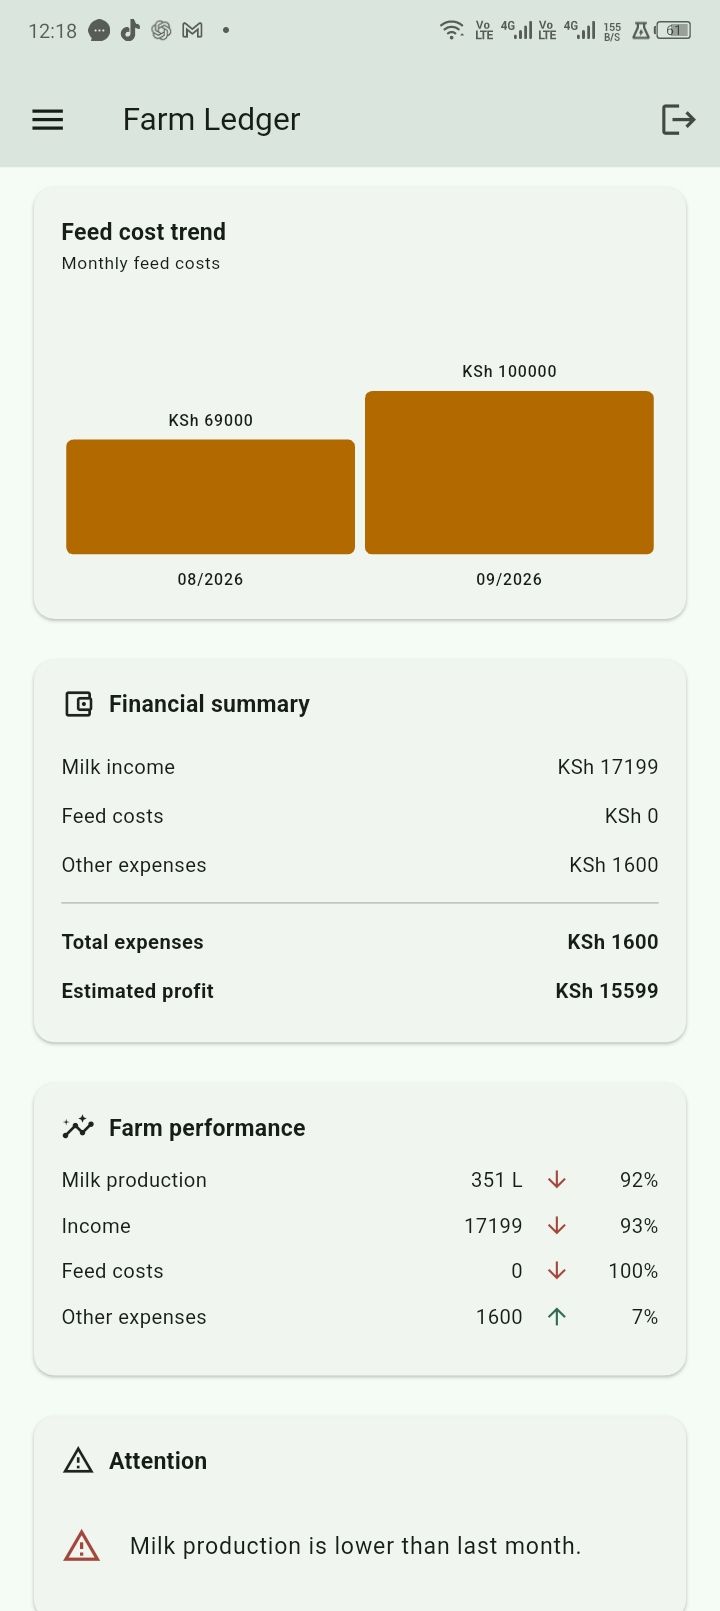 12:18
Vo LTE 4G Vo LTE 4G 155 B/S 61
Farm Ledger
Feed cost trend
Monthly feed costs
KSh 100000
KSh 69000
08/2026 09/2026
Financial summary
Milk income KSh 17199
Feed costs KSh 0
Other expenses KSh 1600
Total expenses KSh 1600
Estimated profit KSh 15599
Farm performance
Milk production 351 L 92%
Income 17199 93%
Feed costs 0 100%
Other expenses 1600 7%
Attention
Milk production is lower than last month.